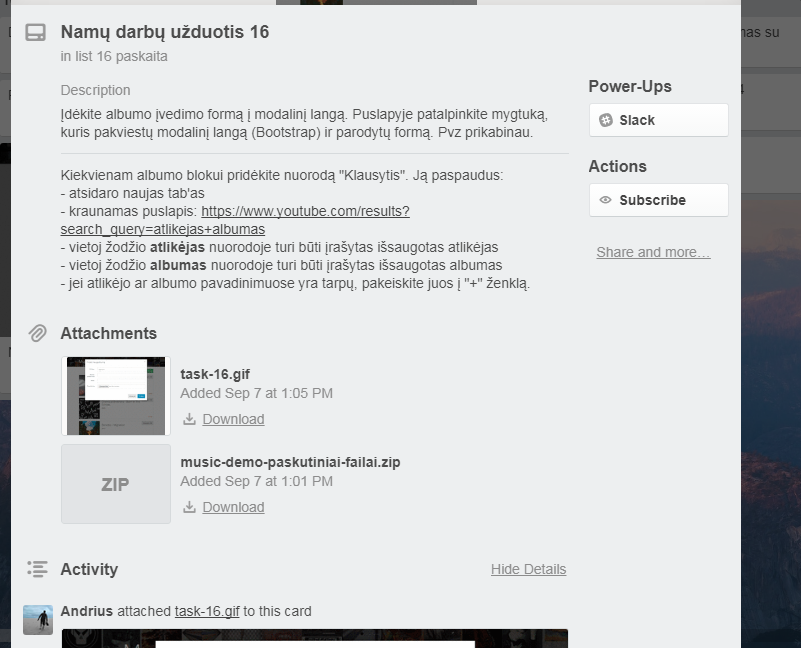 Namų darbų užduotis 16
in list 16 paskaita
Description
Įdėkite albumo įvedimo formą į modalinį langą. Puslapyje patalpinkite mygtuką,
kuris pakviestų modalinį langą (Bootstrap) ir parodytų formą. Pvz prikabinau.
Kiekvienam albumo blokui pridėkite nuorodą "Klausytis". Ją paspaudus:
- atsidaro naujas tab'as
- kraunamas puslapis: https://www.youtube.com/results?
search_query=atlikejas+albumas
- vietoj žodžio atlikėjas nuorodoje turi būti įrašytas išsaugotas atlikėjas
- vietoj žodžio albumas nuorodoje turi būti įrašytas išsaugotas albumas
- jei atlikėjo ar albumo pavadinimuose yra tarpų, pakeiskite juos į "+" ženklą.
Power-Ups
Slack
Actions
Subscribe
Share and more…
nas su
4
Attachments
task-16.gif
Added Sep 7 at 1:05 PM
Download
ZIP
music-demo-paskutiniai-failai.zip
Added Sep 7 at 1:01 PM
Download
Activity
Hide Details
Andrius attached task-16.gif to this card